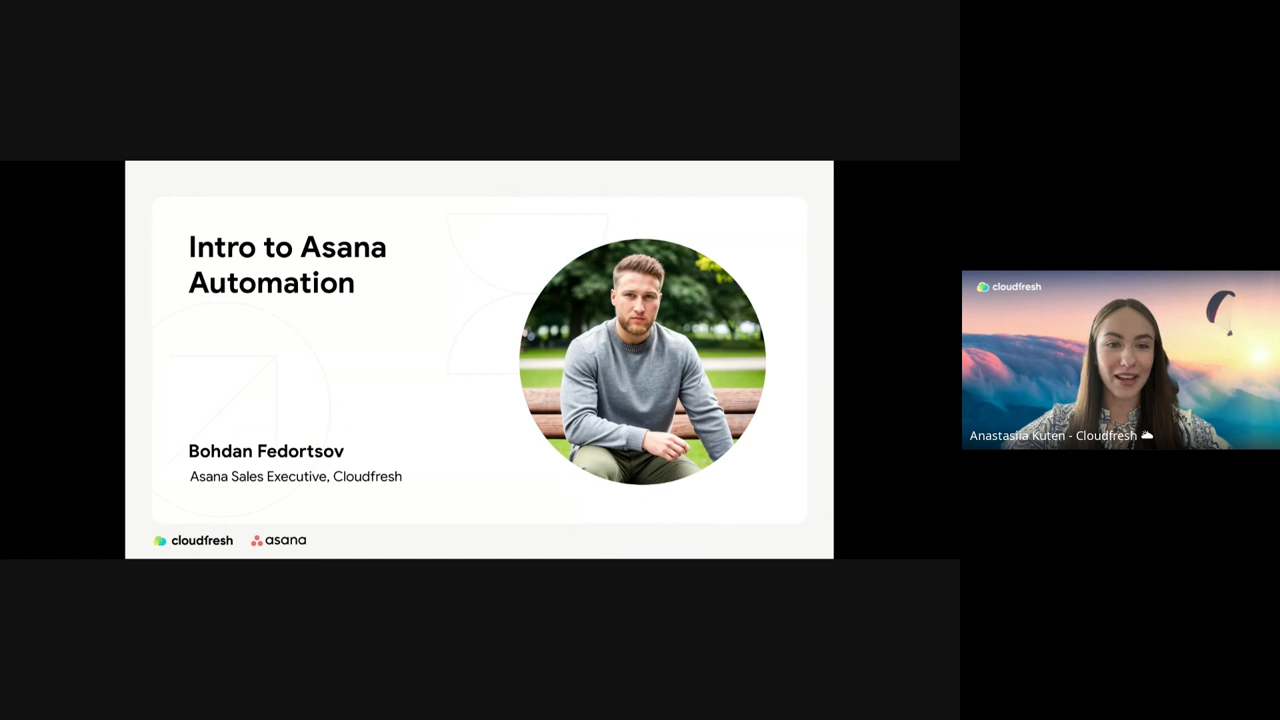 Intro to Asana
Automation
Bohdan Fedortsov
Asana Sales Executive, Cloudfresh
cloudfresh
asana
cloudfresh
Anastasiia Kuten - Cloudfresh